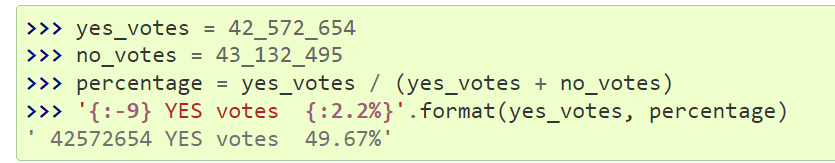 >>> yes_votes = 42_572_654
>>> no_votes = 43_132_495
>>> percentage = yes_votes / (yes_votes + no_votes)
>>> '{:-9} YES votes  {:2.2%}'.format(yes_votes, percentage)
' 42572654 YES votes  49.67%'